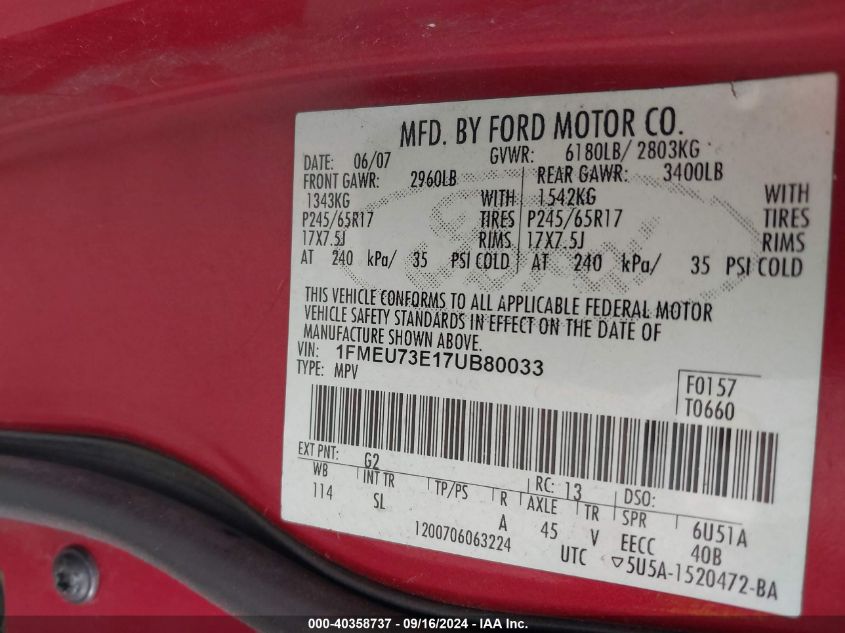 MFD. BY FORD MOTOR CO.
DATE: 06/07 GVWR: 6180LB/ 2803KG
FRONT GAWR: 2960LB REAR GAWR: 3400LB
1343KG WITH 1542KG WITH
P245/65R17 TIRES P245/65R17 TIRES
17X7.5J RIMS 17X7.5J RIMS
AT 240 kPa/ 35 PSI COLD AT 240 kPa/ 35 PSI COLD
Ford
THIS VEHICLE CONFORMS TO ALL APPLICABLE FEDERAL MOTOR
VEHICLE SAFETY STANDARDS IN EFFECT ON THE DATE OF
MANUFACTURE SHOWN ABOVE.
VIN: 1FMEU73E17UB80033
TYPE: MPV
F0157
T0660
EXT PNT: G2 RC: 13 DSO:
WB INT TR TP/PS R AXLE TR SPR 6U51A
114 SL A 45 V EECC 40B
1200706063224 UTC ▽5U5A-1520472-BA
000-40358737 - 09/16/2024 - IAA Inc.